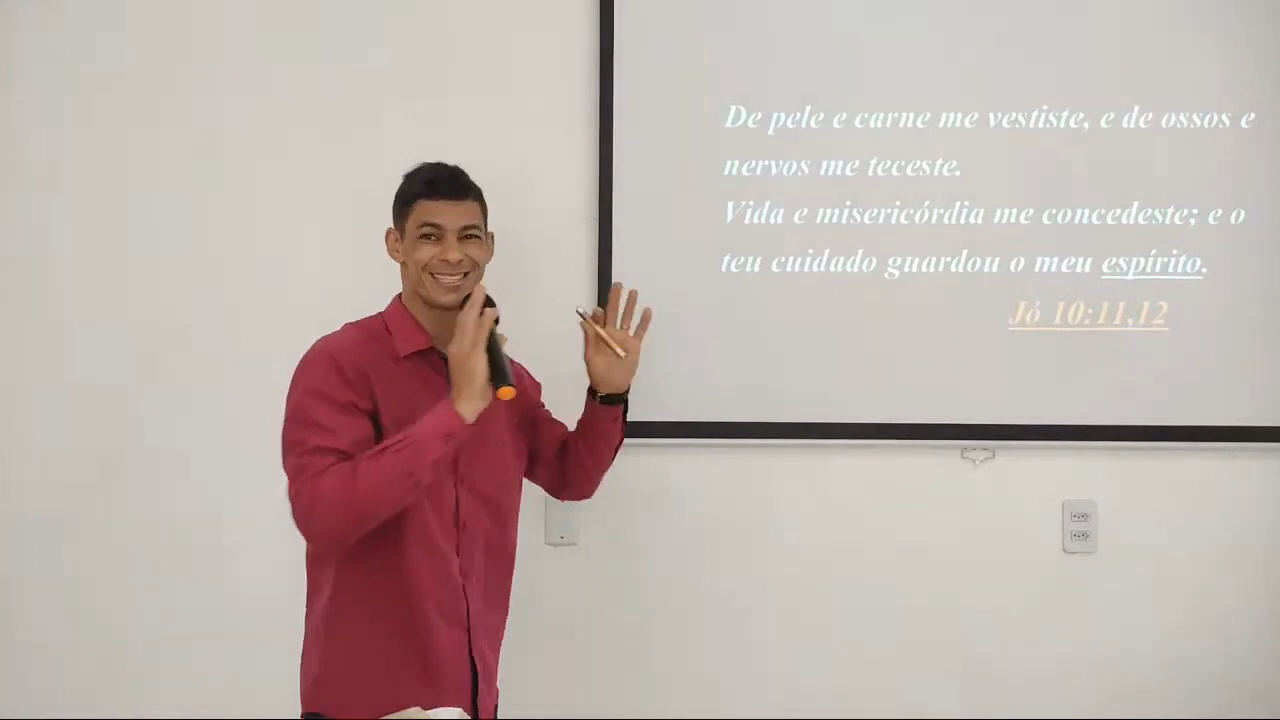 De pele e carne me vestiste, e de ossos e
nervos me teceste.
Vida e misericórdia me concedeste; e o
teu cuidado guardou o meu espírito.
Jó 10:11,12